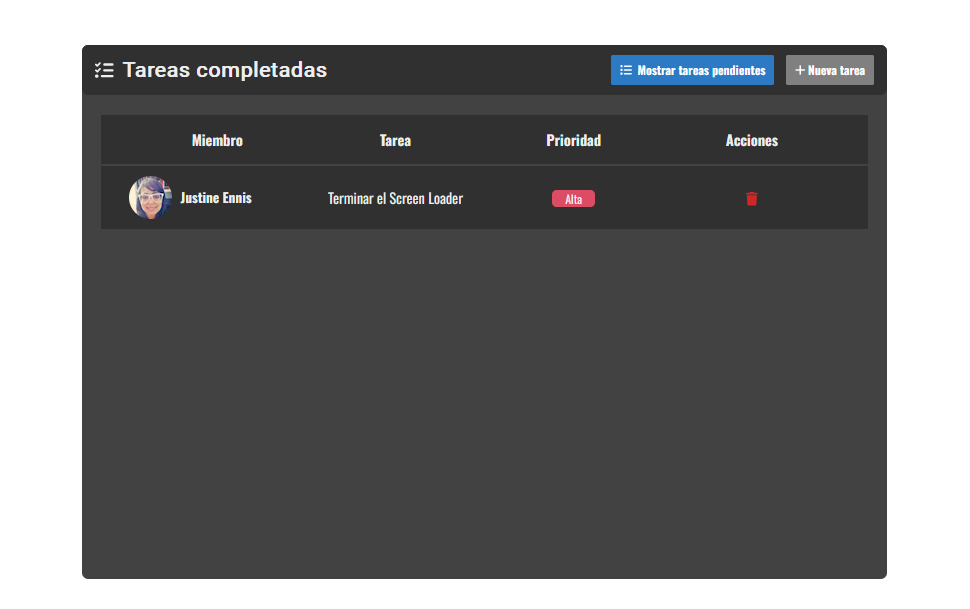 Tareas completadas
Mostrar tareas pendientes
Nueva tarea
Miembro Tarea Prioridad Acciones
Justine Ennis Terminar el Screen Loader Alta